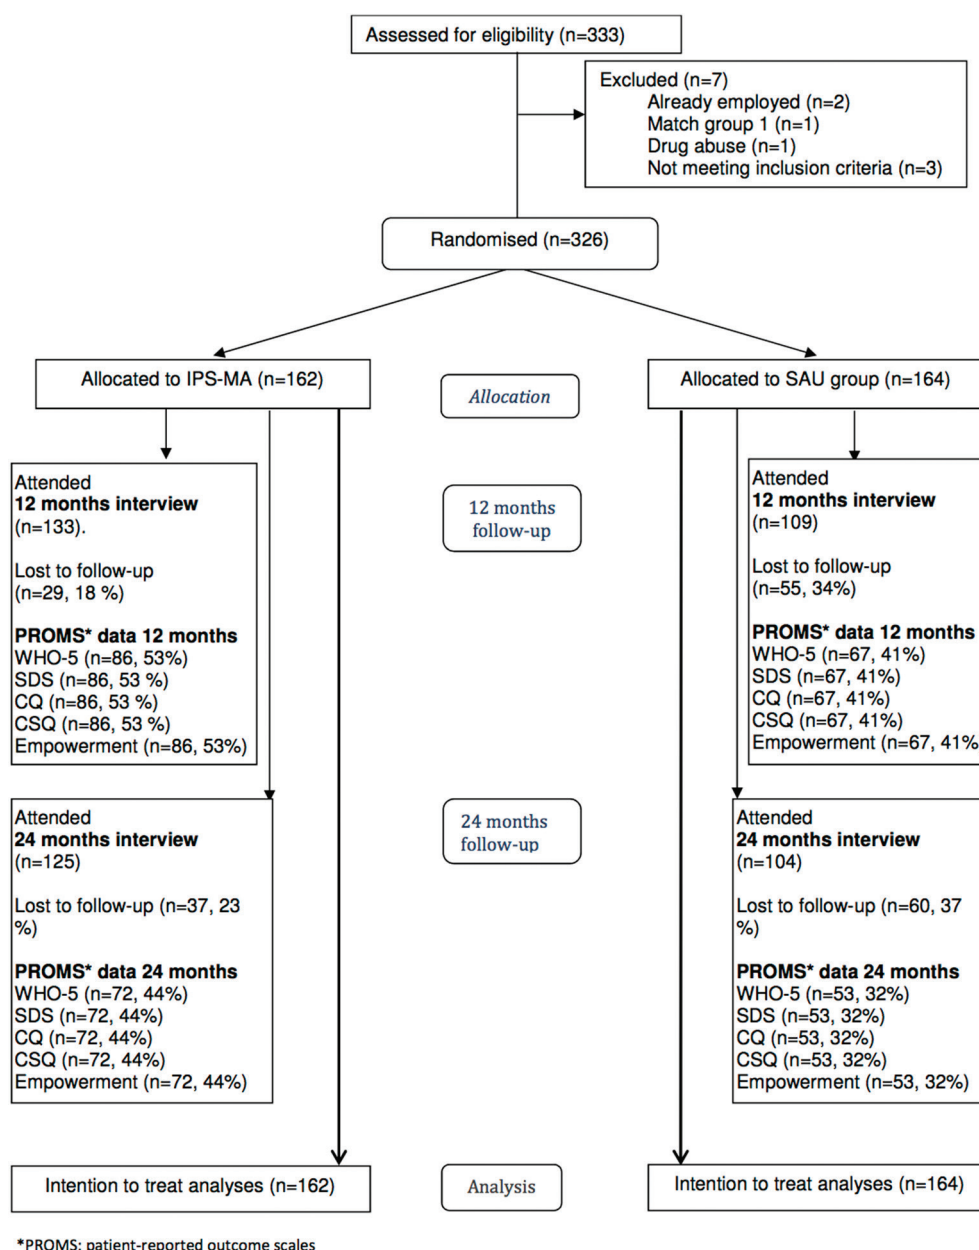 Assessed for eligibility (n=333)
Excluded (n=7)
Already employed (n=2)
Match group 1 (n=1)
Drug abuse (n=1)
Not meeting inclusion criteria (n=3)
Randomised (n=326)
Allocated to IPS-MA (n=162)
Allocation
Allocated to SAU group (n=164)
Attended
12 months interview
(n=133).
Lost to follow-up
(n=29, 18 %)
PROMS* data 12 months
WHO-5 (n=86, 53%)
SDS (n=86, 53 %)
CQ (n=86, 53 %)
CSQ (n=86, 53 %)
Empowerment (n=86, 53%)
12 months
follow-up
Attended
12 months interview
(n=109)
Lost to follow-up
(n=55, 34%)
PROMS* data 12 months
WHO-5 (n=67, 41%)
SDS (n=67, 41%)
CQ (n=67, 41%)
CSQ (n=67, 41%)
Empowerment (n=67, 41%
Attended
24 months interview
(n=125)
Lost to follow-up (n=37, 23
%)
PROMS* data 24 months
WHO-5 (n=72, 44%)
SDS (n=72, 44%)
CQ (n=72, 44%)
CSQ (n=72, 44%)
Empowerment (n=72, 44%)
24 months
follow-up
Attended
24 months interview
(n=104)
Lost to follow-up (n=60, 37
%)
PROMS* data 24 months
WHO-5 (n=53, 32%)
SDS (n=53, 32%)
CQ (n=53, 32%)
CSQ (n=53, 32%)
Empowerment (n=53, 32%)
Intention to treat analyses (n=162)
Analysis
Intention to treat analyses (n=164)
*PROMS: patient-reported outcome scales